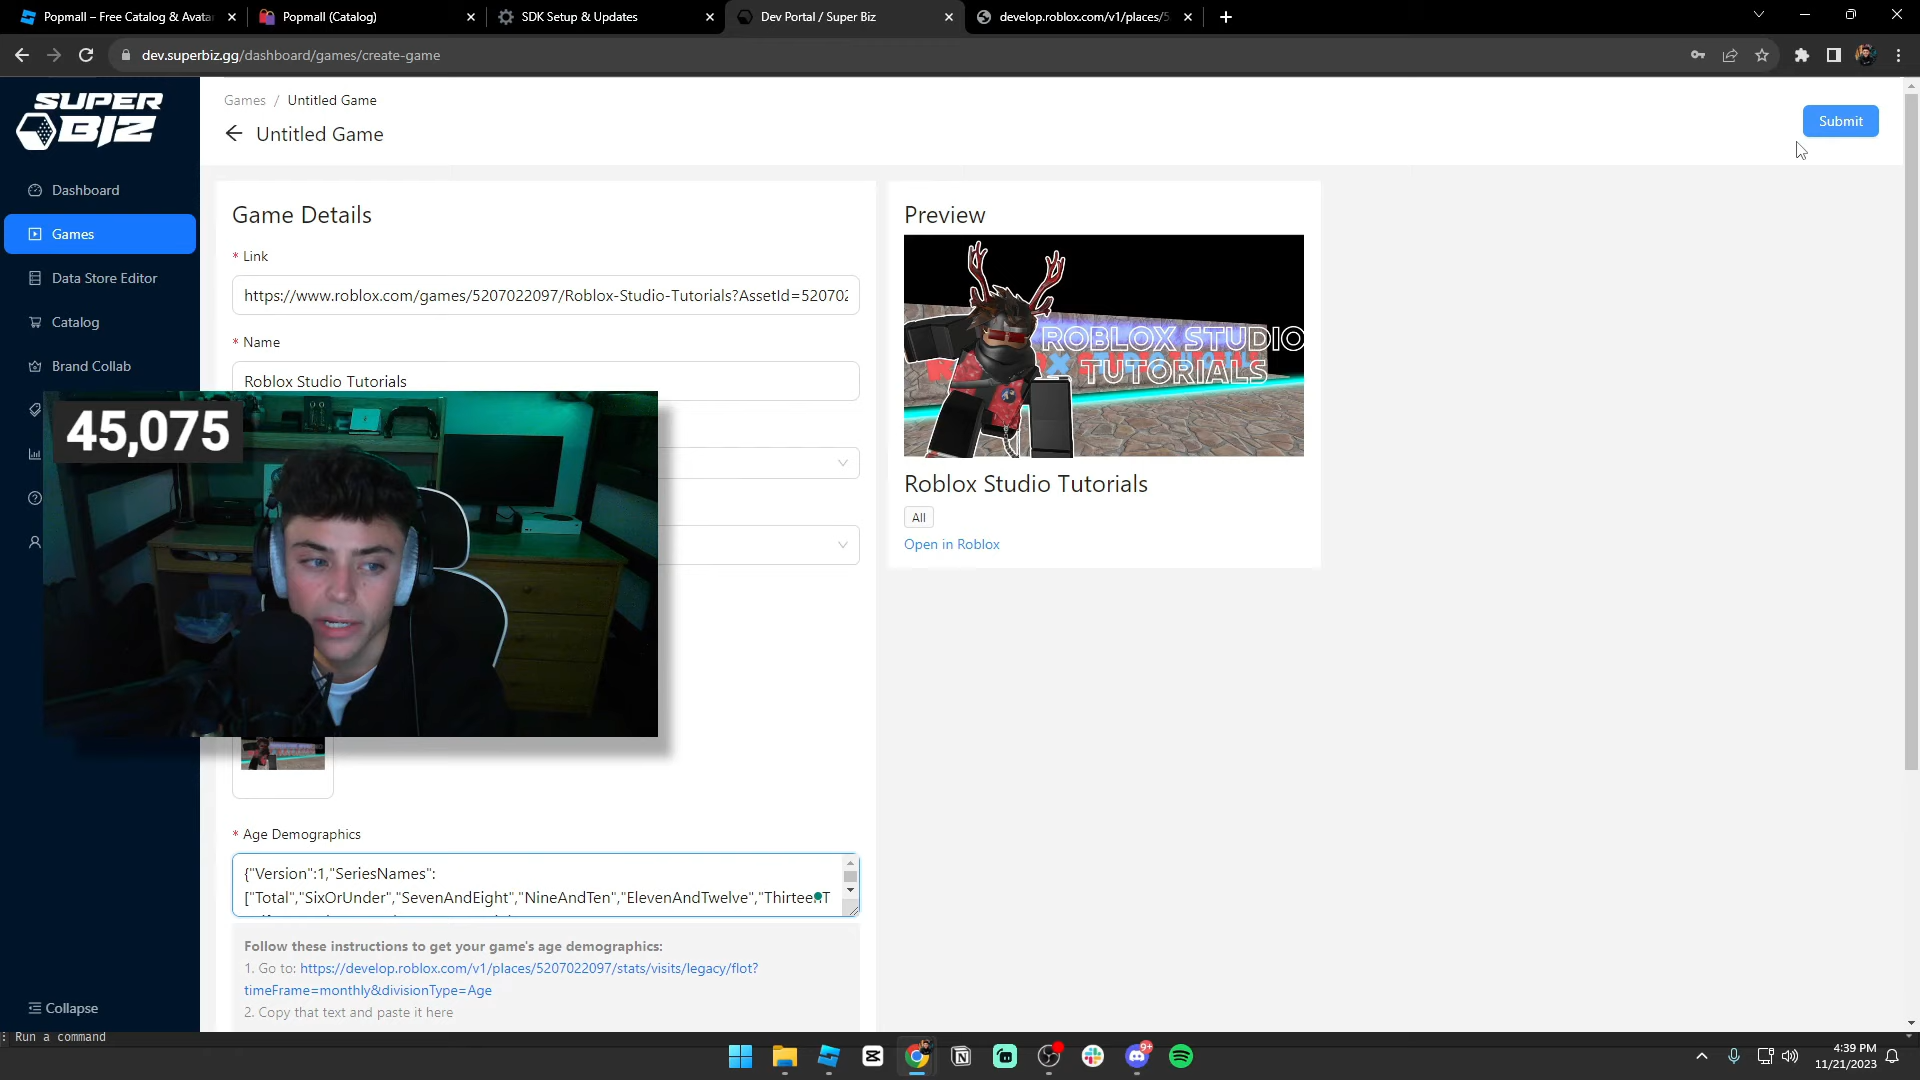 Popmall – Free Catalog & Avata
Popmall (Catalog)
SDK Setup & Updates
Dev Portal / Super Biz
develop.roblox.com/v1/places/5
dev.superbiz.gg/dashboard/games/create-game
SUPER
BIZ
Games / Untitled Game
Untitled Game
Submit
Dashboard
Games
Data Store Editor
Catalog
Brand Collab
Game Details
* Link
https://www.roblox.com/games/5207022097/Roblox-Studio-Tutorials?AssetId=520702
* Name
Roblox Studio Tutorials
45,075
Preview
ROBLOX STUDIO
TUTORIALS
Roblox Studio Tutorials
All
Open in Roblox
* Age Demographics
{"Version":1,"SeriesNames":
["Total","SixOrUnder","SevenAndEight","NineAndTen","ElevenAndTwelve","ThirteenT
Follow these instructions to get your game's age demographics:
1. Go to: https://develop.roblox.com/v1/places/5207022097/stats/visits/legacy/flot?
timeFrame=monthly&divisionType=Age
2. Copy that text and paste it here
Collapse
Run a command
9+
4:39 PM
11/21/2023